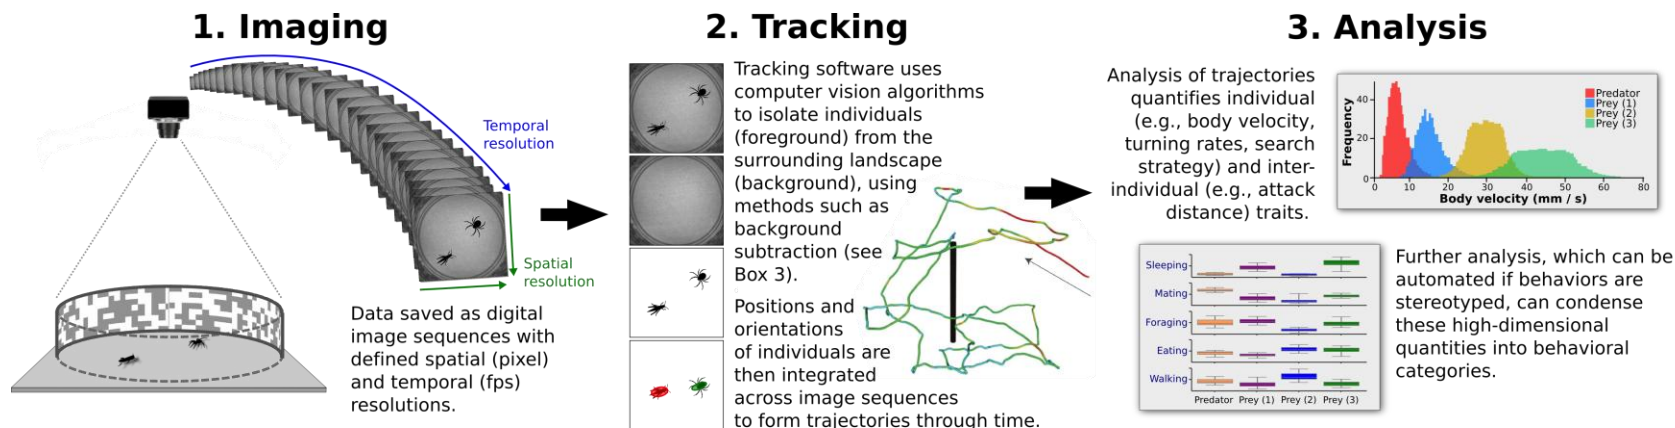 1. Imaging
Temporal
resolution
Spatial
resolution
Data saved as digital
image sequences with
defined spatial (pixel)
and temporal (fps)
resolutions.
2. Tracking
Tracking software uses
computer vision algorithms
to isolate individuals
(foreground) from the
surrounding landscape
(background), using
methods such as
background
subtraction (see
Box 3).
Positions and
orientations
of individuals are
then integrated
across image sequences
to form trajectories through time.
3. Analysis
Analysis of trajectories
quantifies individual
(e.g., body velocity,
turning rates, search
strategy) and inter-
individual (e.g., attack
distance) traits.
Frequency
40
20
0
0 10 20 30 40 60 80
Body velocity (mm / s)
Predator
Prey (1)
Prey (2)
Prey (3)
Sleeping
Mating
Foraging
Eating
Walking
Predator Prey (1) Prey (2) Prey (3)
Further analysis, which can be
automated if behaviors are
stereotyped, can condense
these high-dimensional
quantities into behavioral
categories.